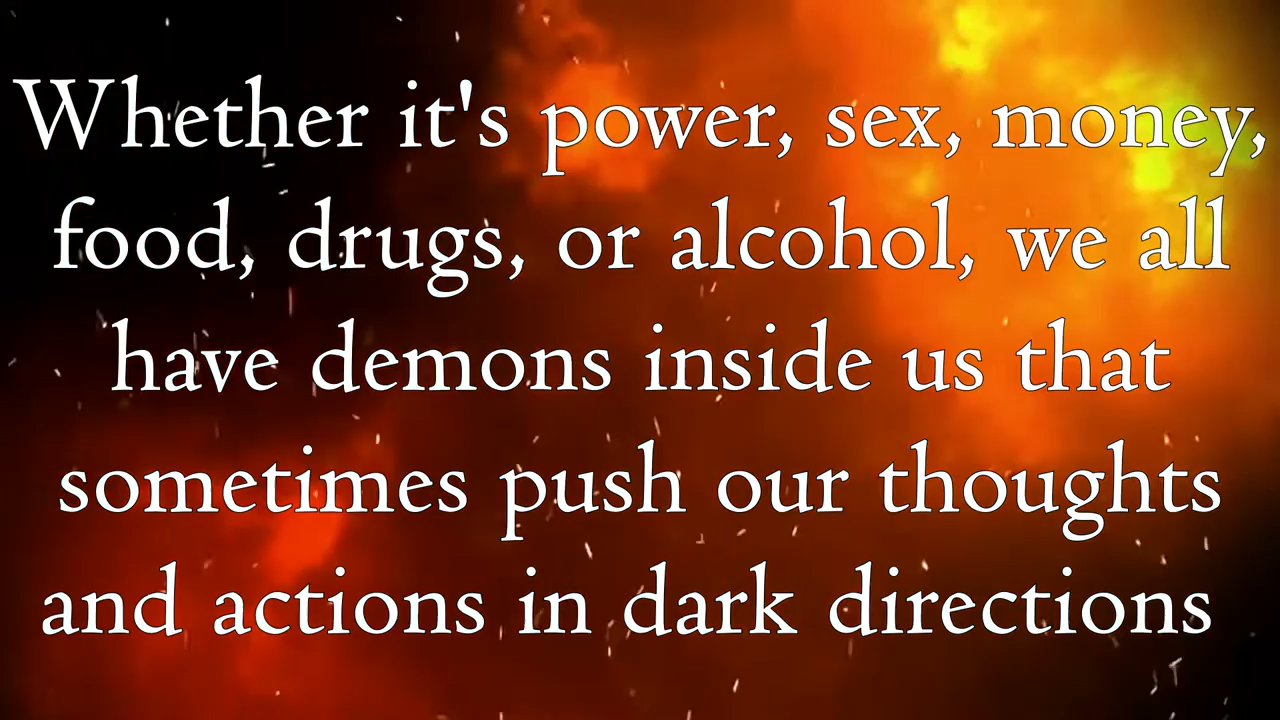 Whether it's power, sex, money,
food, drugs, or alcohol, we all
have demons inside us that
sometimes push our thoughts
and actions in dark directions